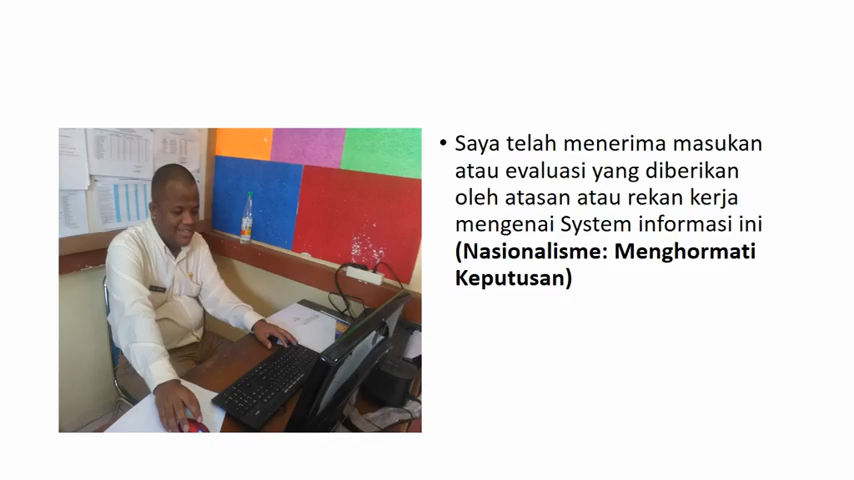 • Saya telah menerima masukan
atau evaluasi yang diberikan
oleh atasan atau rekan kerja
mengenai System informasi ini
(Nasionalisme: Menghormati
Keputusan)